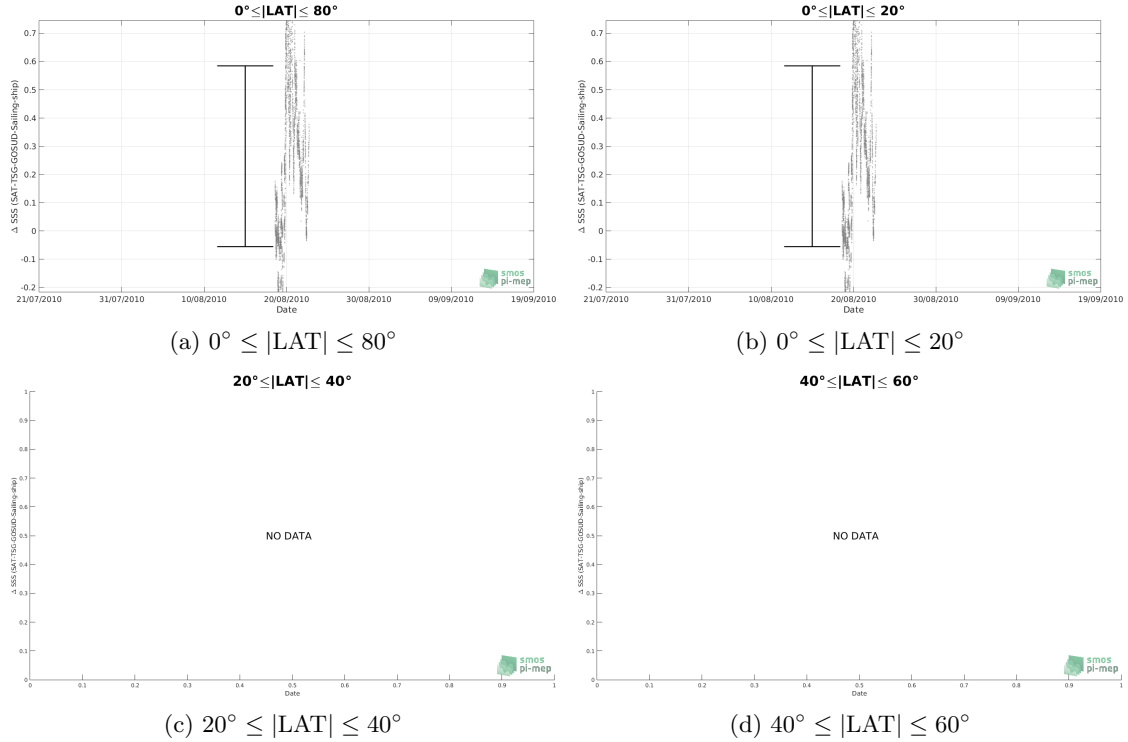 0°≤|LAT|≤ 80°
0.7
0.6
0.5
0.4
0.3
0.2
0.1
0
-0.1
-0.2
Δ SSS (SAT-TSG-GOSUD-Sailing-ship)
21/07/2010 31/07/2010 10/08/2010 20/08/2010 30/08/2010 09/09/2010 19/09/2010
Date
smos
pi-mep
(a) 0° ≤ |LAT| ≤ 80°
0°≤|LAT|≤ 20°
0.7
0.6
0.5
0.4
0.3
0.2
0.1
0
-0.1
-0.2
Δ SSS (SAT-TSG-GOSUD-Sailing-ship)
21/07/2010 31/07/2010 10/08/2010 20/08/2010 30/08/2010 09/09/2010 19/09/2010
Date
smos
pi-mep
(b) 0° ≤ |LAT| ≤ 20°
20°≤|LAT|≤ 40°
1
0.9
0.8
0.7
0.6
0.5
0.4
0.3
0.2
0.1
0
Δ SSS (SAT-TSG-GOSUD-Sailing-ship)
NO DATA
0 0.1 0.2 0.3 0.4 0.5 0.6 0.7 0.8 0.9 1
Date
smos
pi-mep
(c) 20° ≤ |LAT| ≤ 40°
40°≤|LAT|≤ 60°
1
0.9
0.8
0.7
0.6
0.5
0.4
0.3
0.2
0.1
0
Δ SSS (SAT-TSG-GOSUD-Sailing-ship)
NO DATA
0 0.1 0.2 0.3 0.4 0.5 0.6 0.7 0.8 0.9 1
Date
smos
pi-mep
(d) 40° ≤ |LAT| ≤ 60°